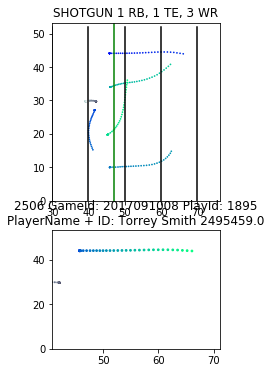 SHOTGUN 1 RB, 1 TE, 3 WR
50
40
30
20
10
0
30 40 50 60 70
2506 GameId: 2017091008 PlayId: 1895
PlayerName + ID: Torrey Smith 2495459.0
40
20
0
50 60 70